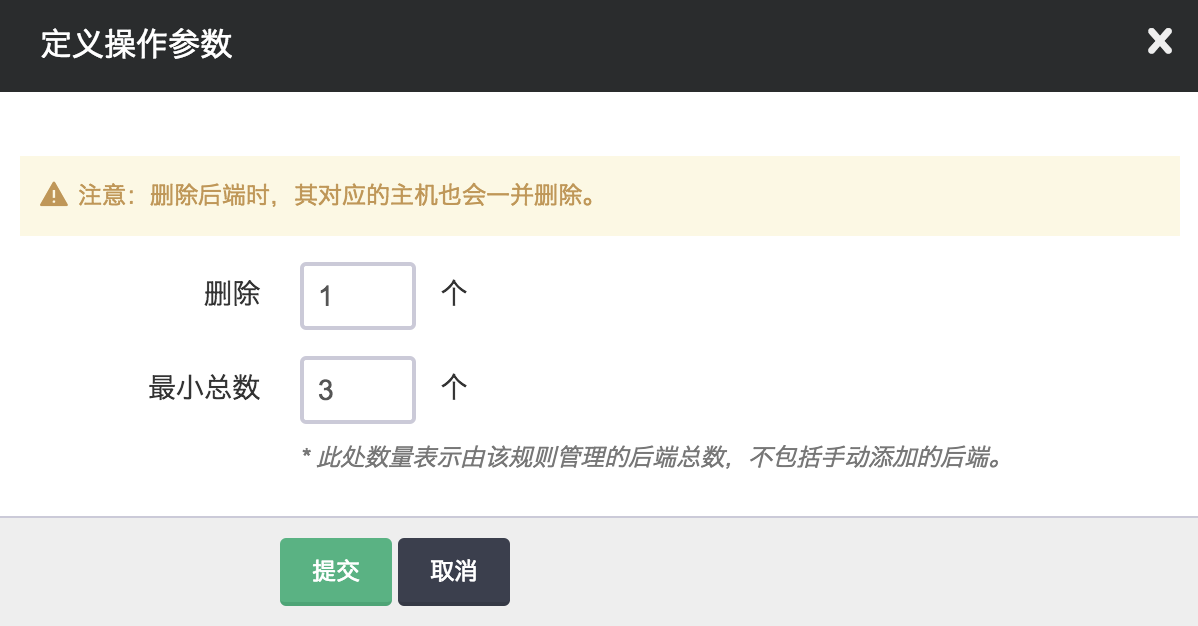 定义操作参数
注意：删除后端时，其对应的主机也会一并删除。
删除 1 个
最小总数 3 个
* 此处数量表示由该规则管理的后端总数，不包括手动添加的后端。
提交 取消